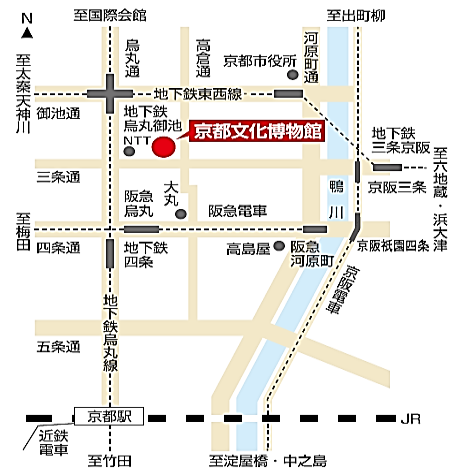 N
至国際会館
至出町柳
烏丸通
高倉通
河原町通
京都市役所
至太秦天神川
地下鉄東西線
御池通
地下鉄
烏丸御池
NTT
京都文化博物館
地下鉄
三条京阪
三条通
京阪三条
至六地蔵・浜大津
鴨川
大丸
阪急
烏丸
阪急電車
至梅田
四条通
地下鉄
四条
高島屋
阪急
河原町
京阪祇園四条
京阪電車
地下鉄烏丸線
五条通
京都駅
JR
近鉄
電車
至竹田
至淀屋橋・中之島